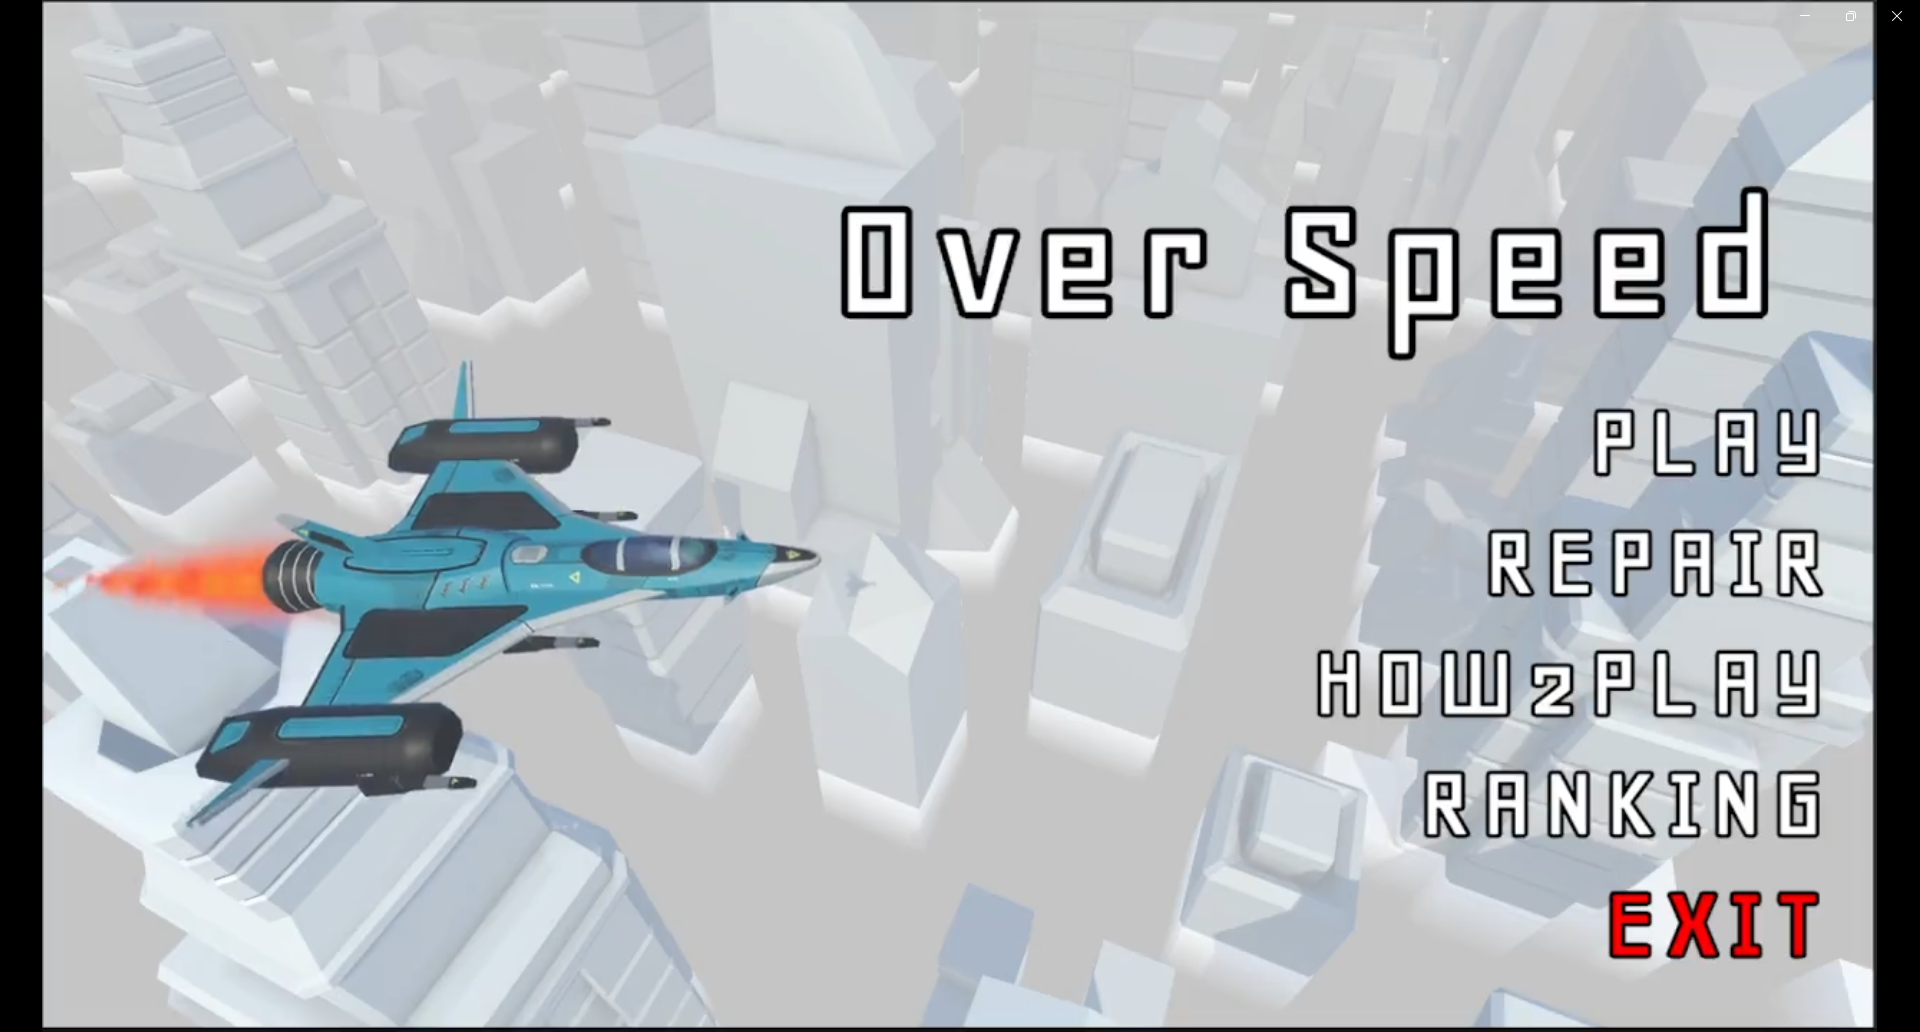 Over Speed
PLAY
REPAIR
HOW2PLAY
RANKING
EXIT